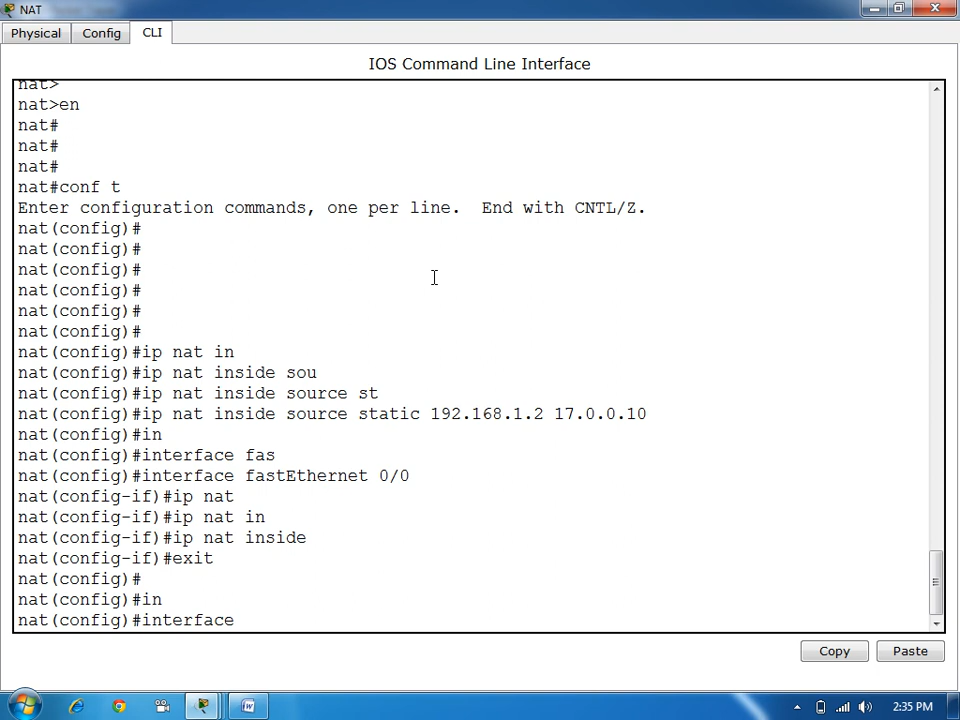 NAT
Physical
Config
CLI
IOS Command Line Interface
nat>
nat>en
nat#
nat#
nat#
nat#conf t
Enter configuration commands, one per line.  End with CNTL/Z.
nat(config)#
nat(config)#
nat(config)#
nat(config)#
nat(config)#
nat(config)#
nat(config)#ip nat in
nat(config)#ip nat inside sou
nat(config)#ip nat inside source st
nat(config)#ip nat inside source static 192.168.1.2 17.0.0.10
nat(config)#in
nat(config)#interface fas
nat(config)#interface fastEthernet 0/0
nat(config-if)#ip nat
nat(config-if)#ip nat in
nat(config-if)#ip nat inside
nat(config-if)#exit
nat(config)#
nat(config)#in
nat(config)#interface
Copy
Paste
2:35 PM